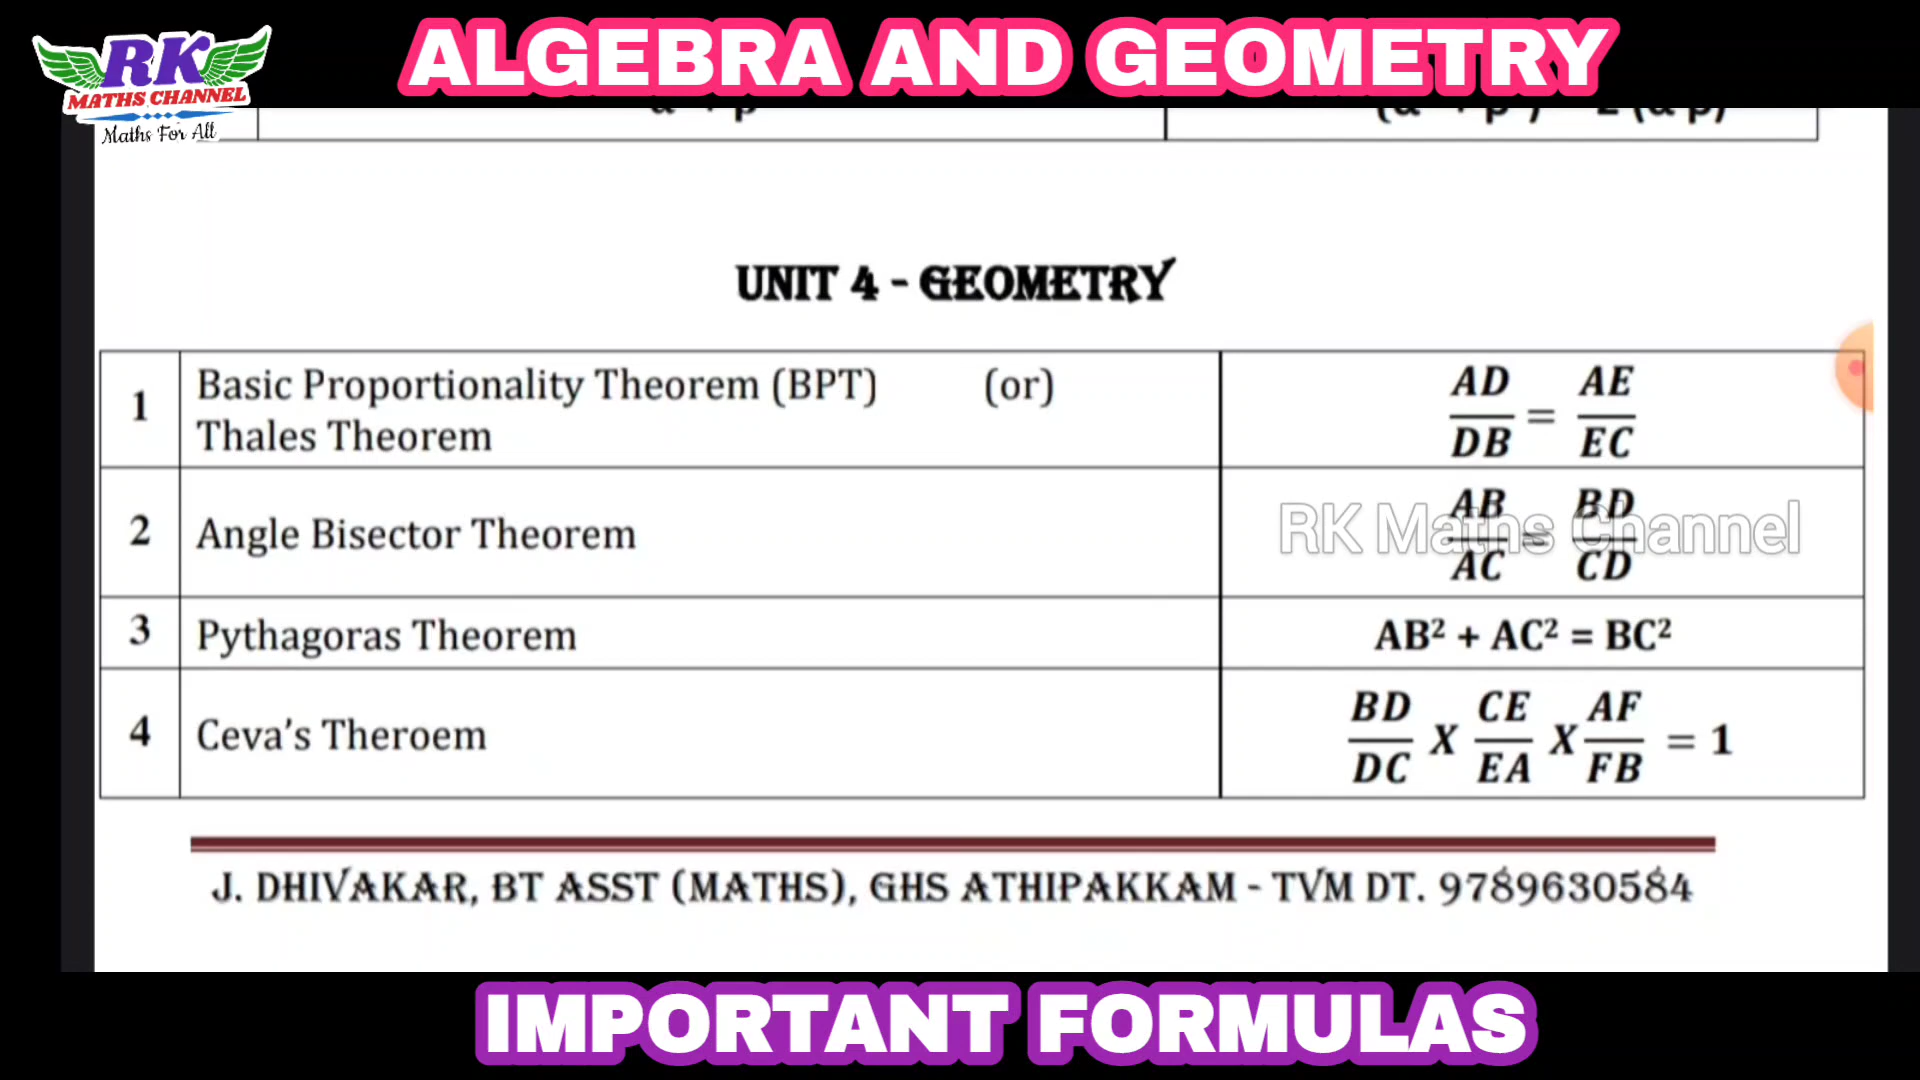 RK
MATHS CHANNEL
Maths For All
ALGEBRA AND GEOMETRY
UNIT 4 - GEOMETRY
1 Basic Proportionality Theorem (BPT) (or) Thales Theorem AD/DB = AE/EC
2 Angle Bisector Theorem AB/AC = BD/CD
RK Maths Channel
3 Pythagoras Theorem AB² + AC² = BC²
4 Ceva's Theroem BD/DC X CE/EA X AF/FB = 1
J. DHIVAKAR, BT ASST (MATHS), GHS ATHIPAKKAM - TVM DT. 9789630584
IMPORTANT FORMULAS